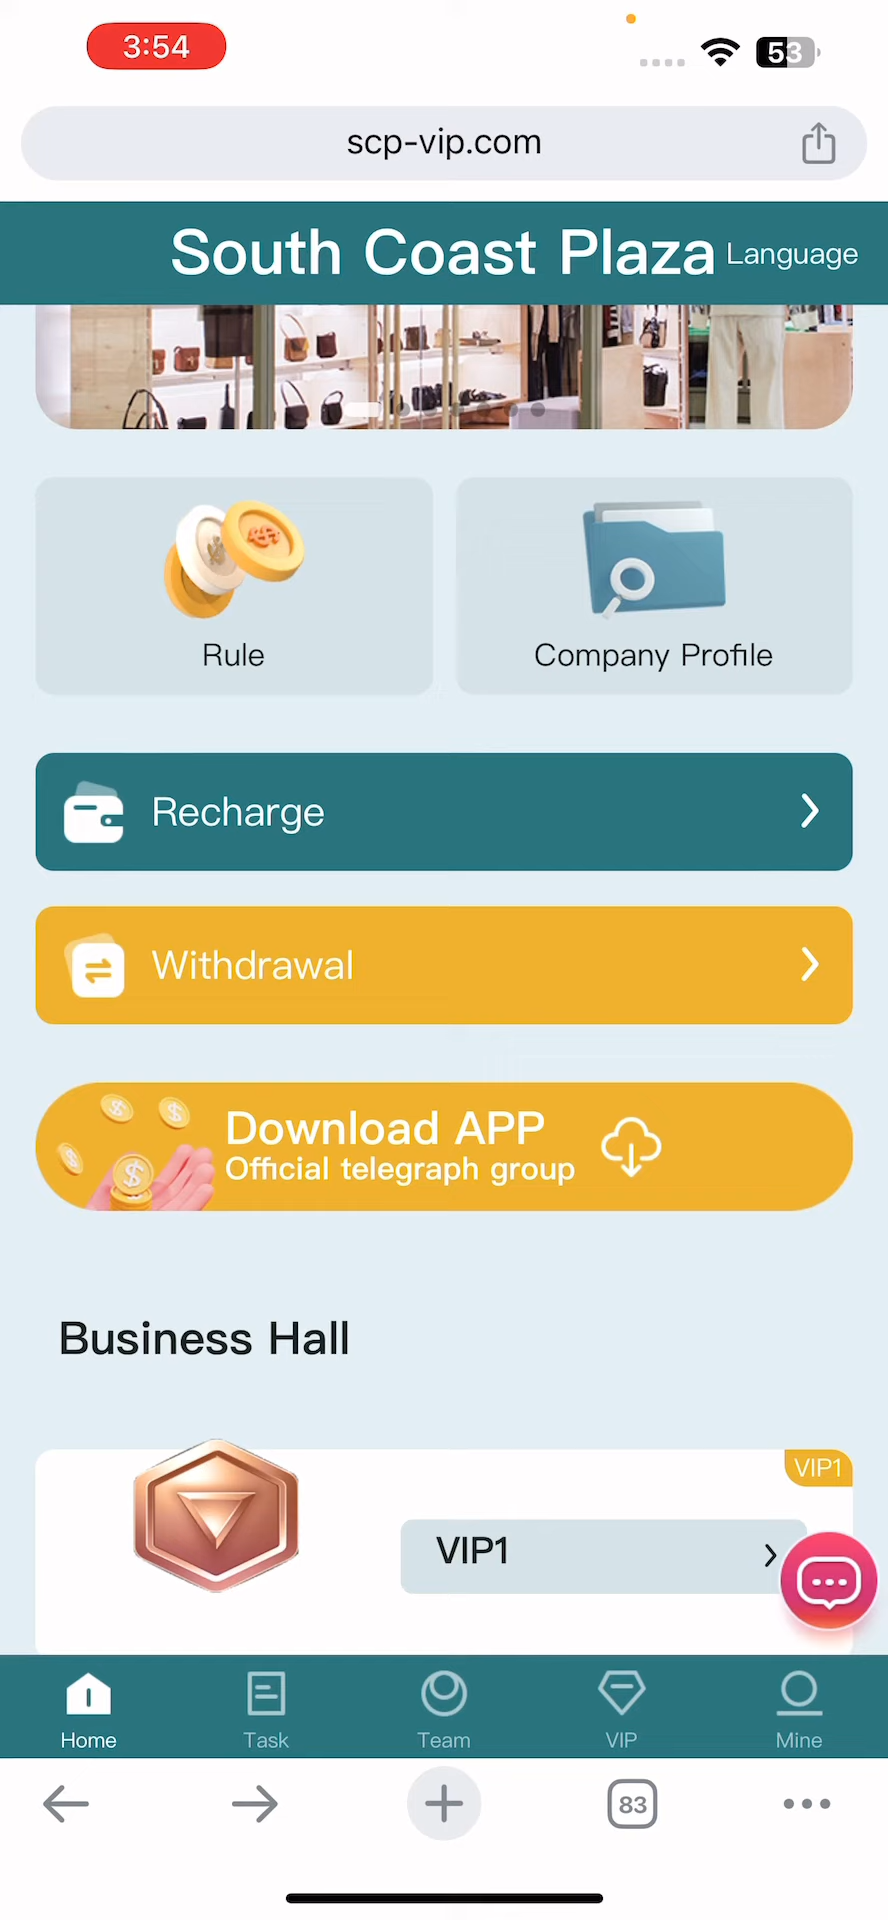 3:54
53
scp-vip.com
South Coast Plaza
Language
Rule
Company Profile
Recharge
Withdrawal
Download APP
Official telegraph group
Business Hall
VIP1
VIP1
Home
Task
Team
VIP
Mine
83